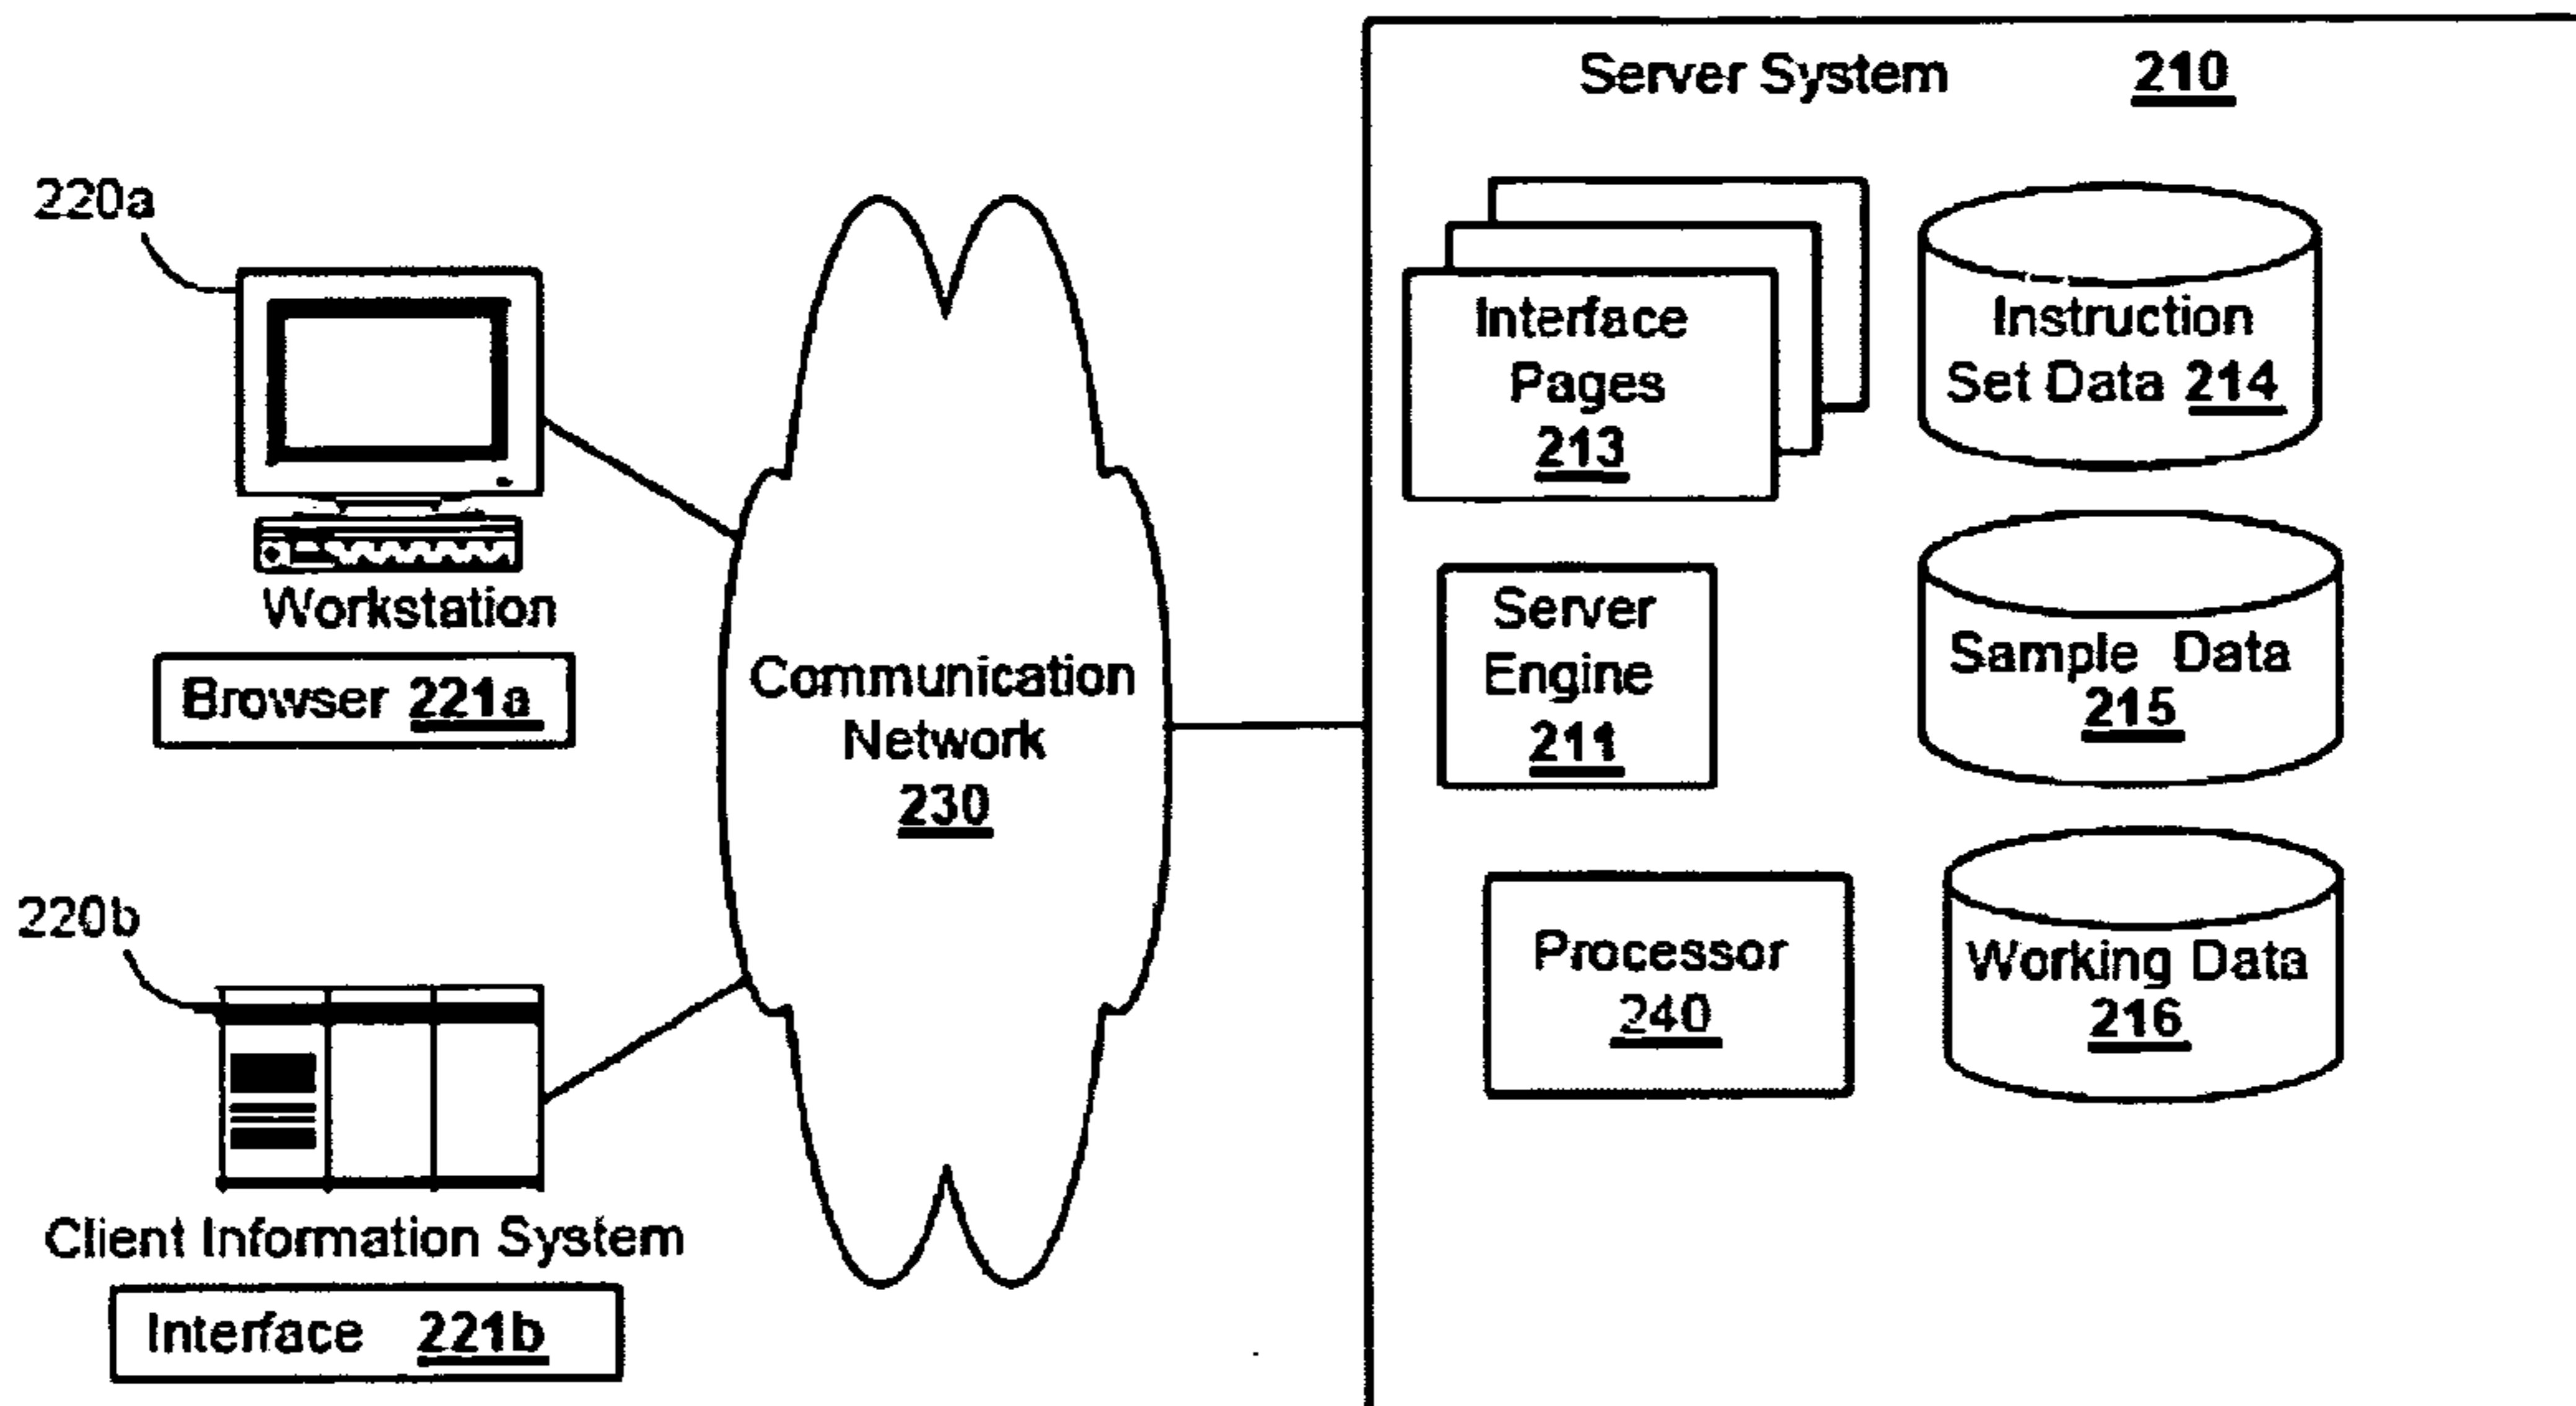 Server System 210
220a
Workstation
Browser 221a
220b
Client Information System
Interface 221b
Communication
Network
230
Interface
Pages
213
Instruction
Set Data 214
Server
Engine
211
Sample Data
215
Processor
240
Working Data
216